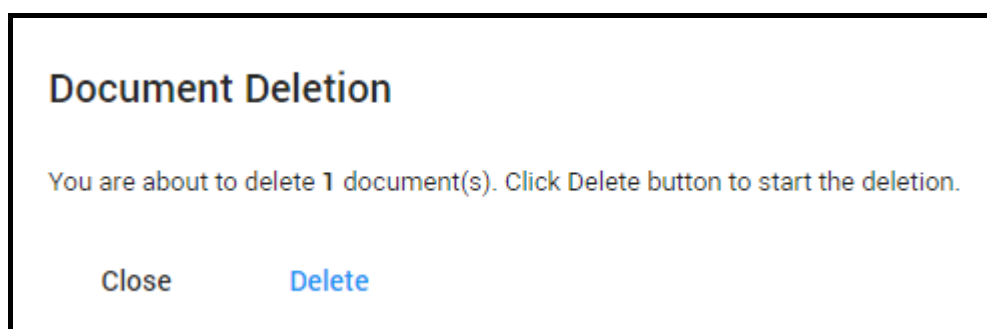 Document Deletion
You are about to delete 1 document(s). Click Delete button to start the deletion.
Close Delete